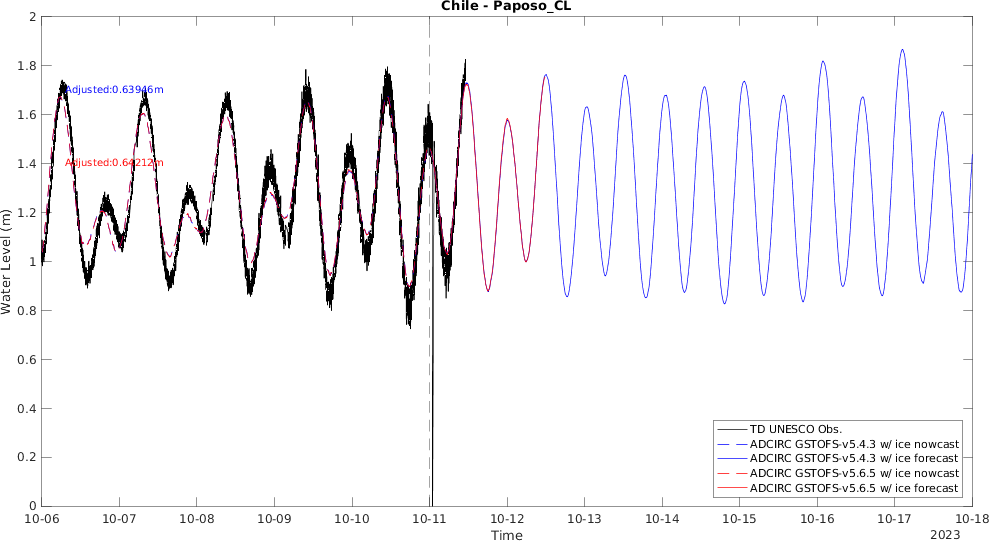 Chile - Paposo_CL
2
1.8
1.6
1.4
1.2
1
0.8
0.6
0.4
0.2
0
Water Level (m)
Adjusted:0.63946m
Adjusted:0.64212m
TD UNESCO Obs.
ADCIRC GSTOFS-v5.4.3 w/ ice nowcast
ADCIRC GSTOFS-v5.4.3 w/ ice forecast
ADCIRC GSTOFS-v5.6.5 w/ ice nowcast
ADCIRC GSTOFS-v5.6.5 w/ ice forecast
10-06 10-07 10-08 10-09 10-10 10-11 10-12 10-13 10-14 10-15 10-16 10-17 10-18
Time
2023